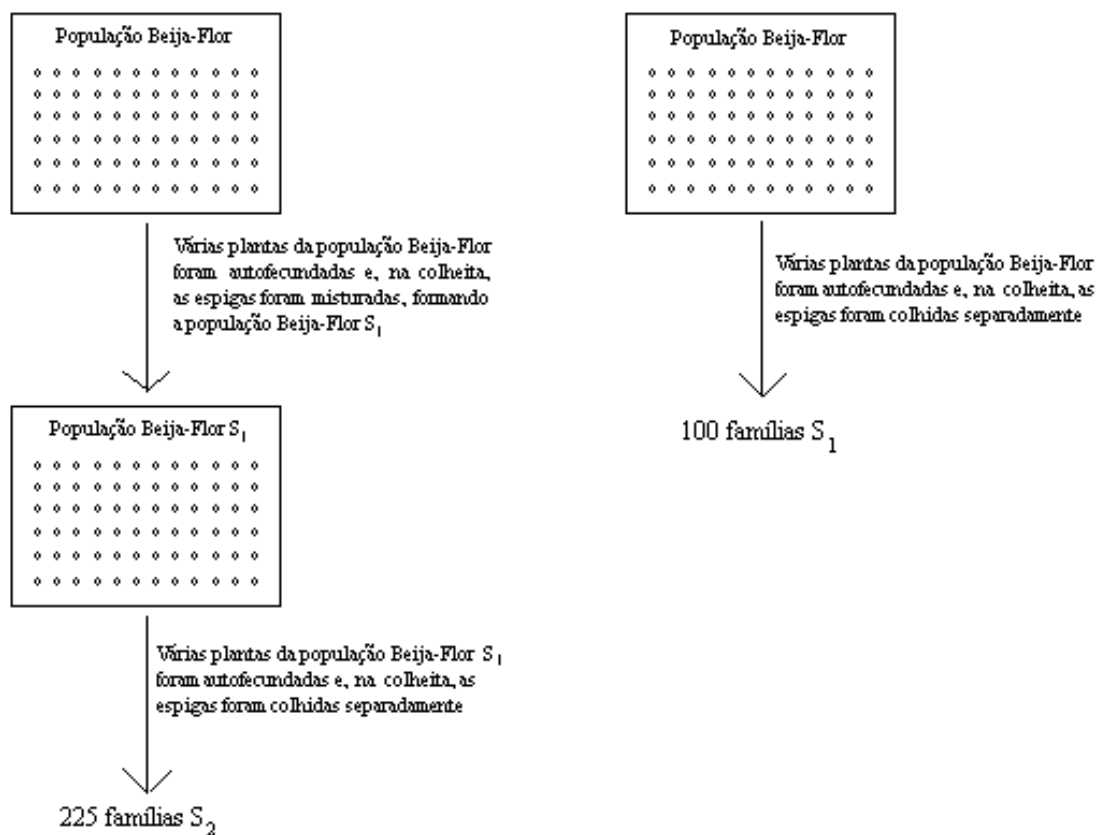 População Beija-Flor
Várias plantas da população Beija-Flor
foram autofecundadas e, na colheita,
as espigas foram misturadas, formando
a população Beija-Flor S1
População Beija-Flor S1
Várias plantas da população Beija-Flor S1
foram autofecundadas e, na colheita, as
espigas foram colhidas separadamente
225 famílias S2
População Beija-Flor
Várias plantas da população Beija-Flor
foram autofecundadas e, na colheita, as
espigas foram colhidas separadamente
100 famílias S1